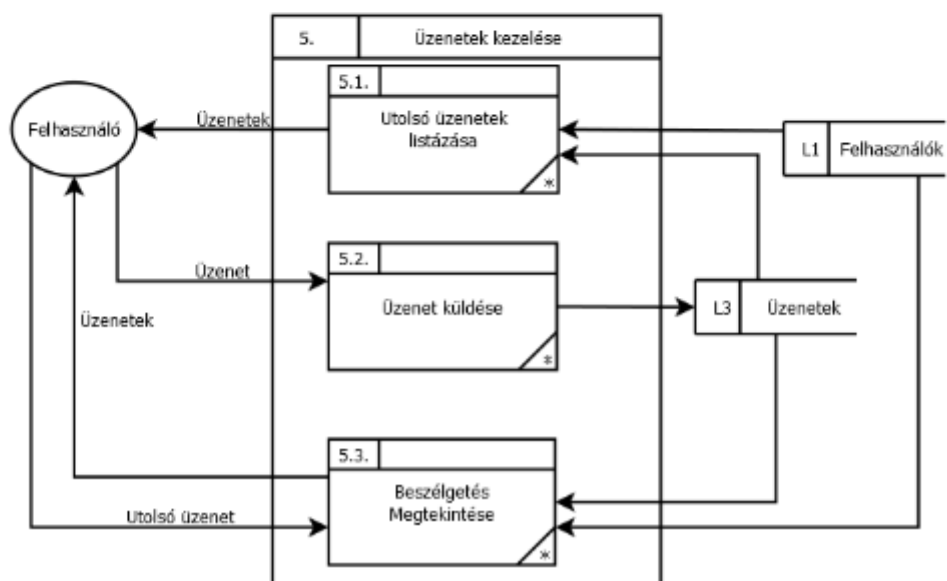 5. Üzenetek kezelése
5.1.
Utolsó üzenetek
listázása
*
Felhasználó
Üzenetek
L1 Felhasználók
5.2.
Üzenet
Üzenet küldése
*
L3 Üzenetek
Üzenetek
5.3.
Beszélgetés
Megtekintése
*
Utolsó üzenet